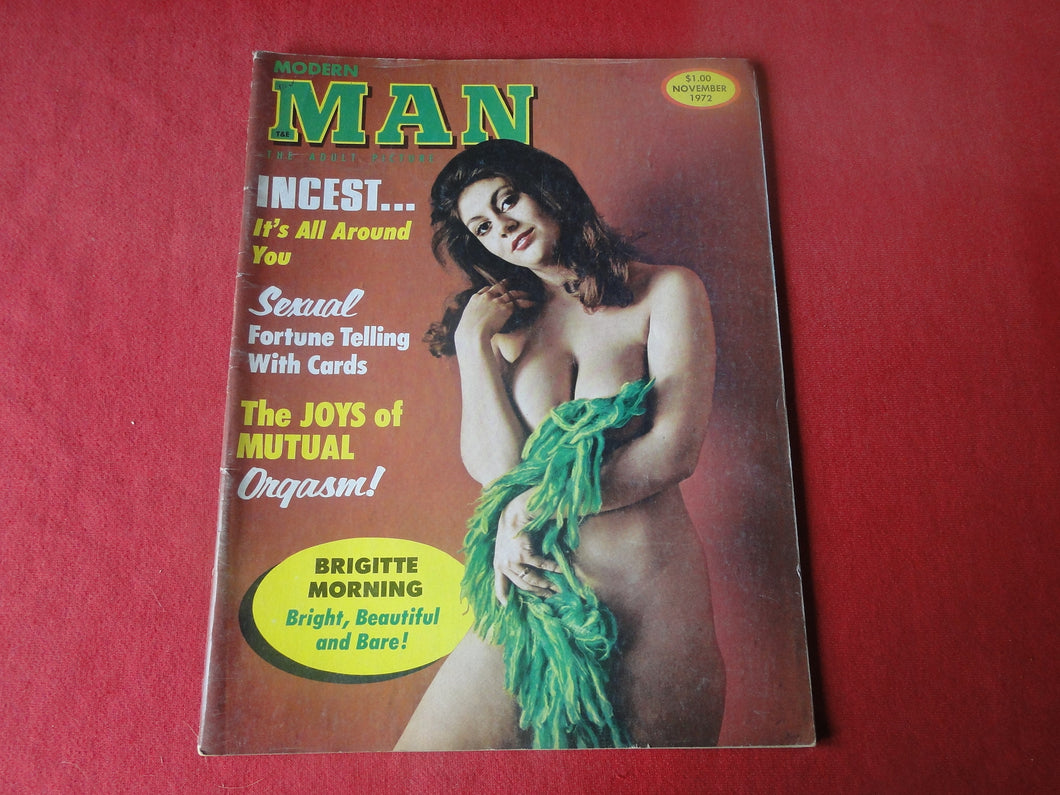 MODERN
MAN
THE ADULT PICTURE
$1.00
NOVEMBER
1972
INCEST...
It's All Around
You
Sexual
Fortune Telling
With Cards
The JOYS of
MUTUAL
Orgasm!
BRIGITTE
MORNING
Bright, Beautiful
and Bare!